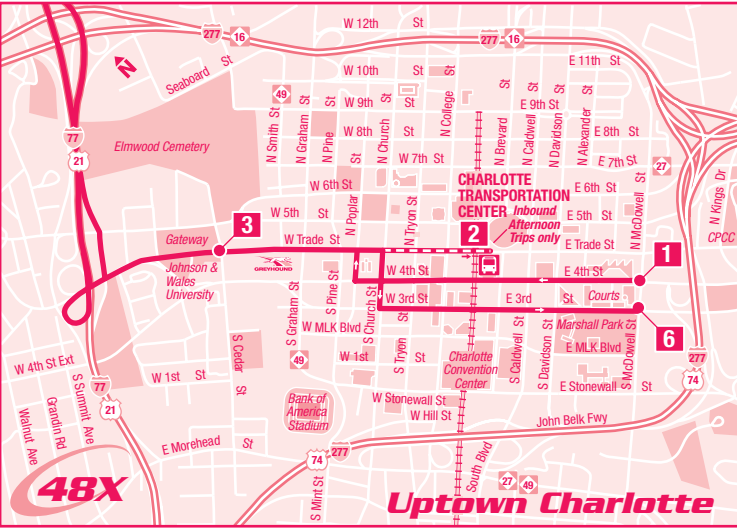 W 12th St
277
16
277
16
E 11th St
Seaboard St
N
W 10th St
49
N Smith St
N Graham St
N Pine St
W 9th St
N Church St
N College St
E 9th St
N Brevard St
N Caldwell St
N Davidson St
N Alexander St
77
21
Elmwood Cemetery
W 8th St
E 8th St
W 7th St
E 7th St
27
N Kings Dr
W 6th St
CHARLOTTE
TRANSPORTATION
CENTER
Inbound
Afternoon
Trips only
E 6th St
N McDowell St
W 5th St
N Poplar St
N Tryon St
E 5th St
CPCC
3
2
Gateway
W Trade St
E Trade St
1
GREYHOUND
Johnson &
Wales
University
W 4th St
E 4th St
S Graham St
S Pine St
S Church St
W 3rd St
E 3rd St
Courts
W MLK Blvd
Marshall Park
6
S Cedar St
S Tryon St
S Caldwell St
S Davidson St
E MLK Blvd
S McDowell St
49
W 1st St
Charlotte
Convention
Center
277
74
W 4th St Ext
W 1st St
77
21
E Stonewall St
Walnut Ave
Grandin Rd
S Summit Ave
Bank of
America
Stadium
W Stonewall St
W Hill St
John Belk Fwy
E Morehead St
277
74
S Mint St
South Blvd
27
49
48X
Uptown Charlotte